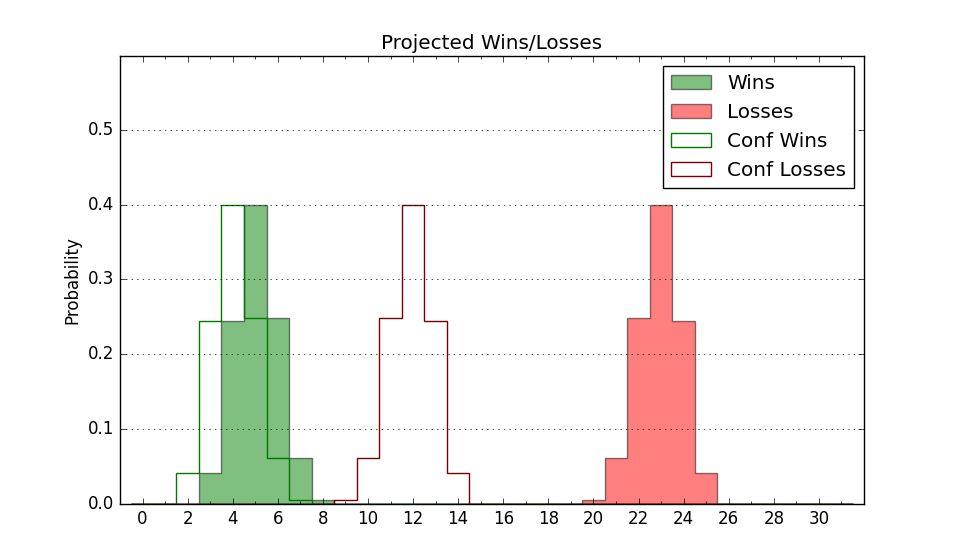 Projected Wins/Losses
Wins
Losses
Conf Wins
Conf Losses
Probability
0.5
0.4
0.3
0.2
0.1
0.0
0 2 4 6 8 10 12 14 16 18 20 22 24 26 28 30